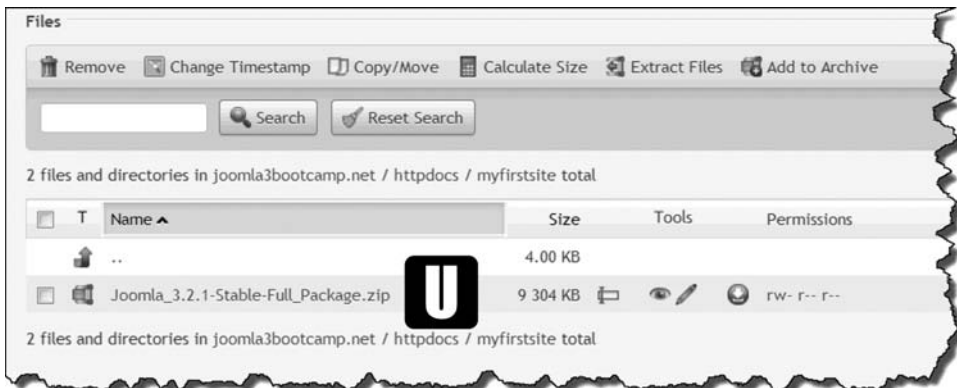 Files
Remove Change Timestamp Copy/Move Calculate Size Extract Files Add to Archive
Search Reset Search
2 files and directories in joomla3bootcamp.net / httpdocs / myfirstsite total
T Name Size Tools Permissions
.. 4.00 KB
Joomla_3.2.1-Stable-Full_Package.zip U 9 304 KB rw- r-- r--
2 files and directories in joomla3bootcamp.net / httpdocs / myfirstsite total